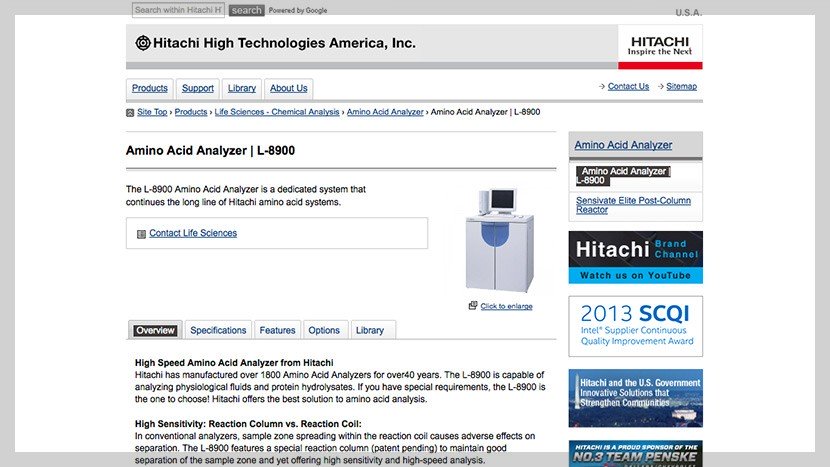 Search within Hitachi H
search
Powered by Google
U.S.A.
Hitachi High Technologies America, Inc.
HITACHI
Inspire the Next
Products
Support
Library
About Us
Contact Us
Sitemap
Site Top › Products › Life Sciences - Chemical Analysis › Amino Acid Analyzer › Amino Acid Analyzer | L-8900
Amino Acid Analyzer | L-8900
The L-8900 Amino Acid Analyzer is a dedicated system that
continues the long line of Hitachi amino acid systems.
Contact Life Sciences
Click to enlarge
Amino Acid Analyzer
Amino Acid Analyzer |
L-8900
Sensivate Elite Post-Column
Reactor
Hitachi Brand
Channel
Watch us on YouTube
2013 SCQI
Intel® Supplier Continuous
Quality Improvement Award
Hitachi and the U.S. Government
Innovative Solutions that
Strengthen Communities
HITACHI IS A PROUD SPONSOR OF THE
NO.3 TEAM PENSKE
Overview
Specifications
Features
Options
Library
High Speed Amino Acid Analyzer from Hitachi
Hitachi has manufactured over 1800 Amino Acid Analyzers for over40 years. The L-8900 is capable of
analyzing physiological fluids and protein hydrolysates. If you have special requirements, the L-8900 is
the one to choose! Hitachi offers the best solution to amino acid analysis.
High Sensitivity: Reaction Column vs. Reaction Coil:
In conventional analyzers, sample zone spreading within the reaction coil causes adverse effects on
separation. The L-8900 features a special reaction column (patent pending) to maintain good
separation of the sample zone and yet offering high sensitivity and high-speed analysis.